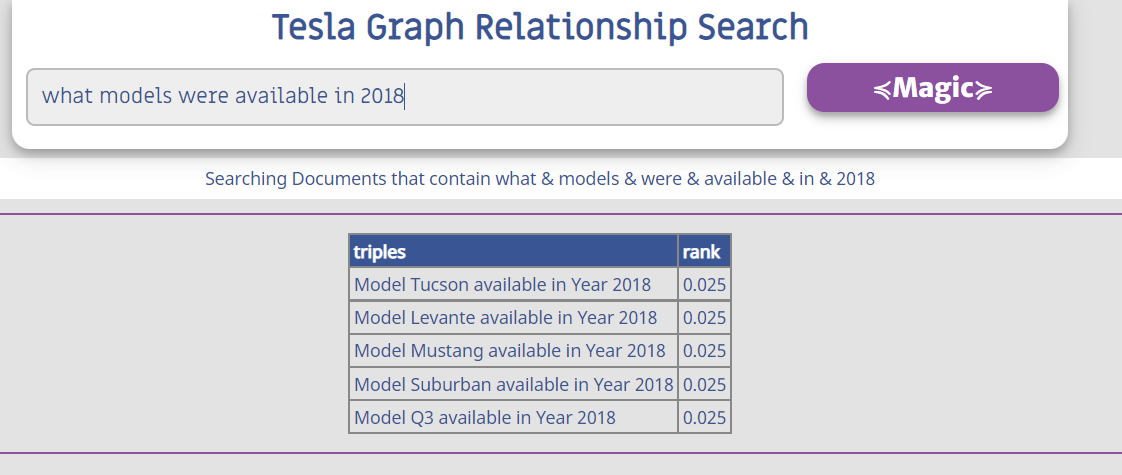 Tesla Graph Relationship Search
what models were available in 2018
⋞Magic⋟
Searching Documents that contain what & models & were & available & in & 2018
triples rank
Model Tucson available in Year 2018 0.025
Model Levante available in Year 2018 0.025
Model Mustang available in Year 2018 0.025
Model Suburban available in Year 2018 0.025
Model Q3 available in Year 2018 0.025